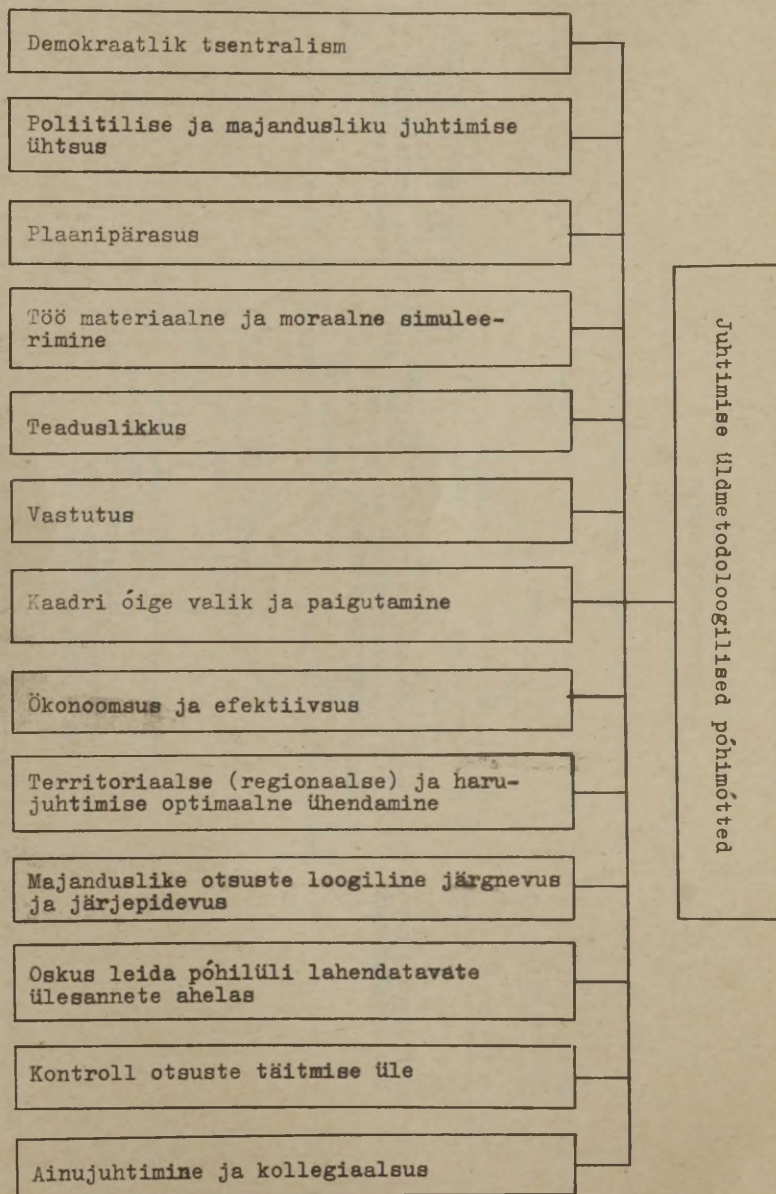 Demokraatlik tsentralism
Poliitilise ja majandusliku juhtimise
ühtsus
Plaanipärasus
Töö materiaalne ja moraalne simulee-
rimine
Teaduslikkus
Vastutus
Kaadri óige valik ja paigutamine
Ökonoomsus ja efektiivsus
Territoriaalse (regionaalse) ja haru-
juhtimise optimaalne ühendamine
Majanduslike otsuste loogiline järgnevus
ja järjepidevus
Oskus leida póhilüli lahendatavate
ülesannete ahelas
Kontroll otsuste täitmise üle
Ainujuhtimine ja kollegiaalsus
Juhtimise üldmetodoloogilised póhimótted